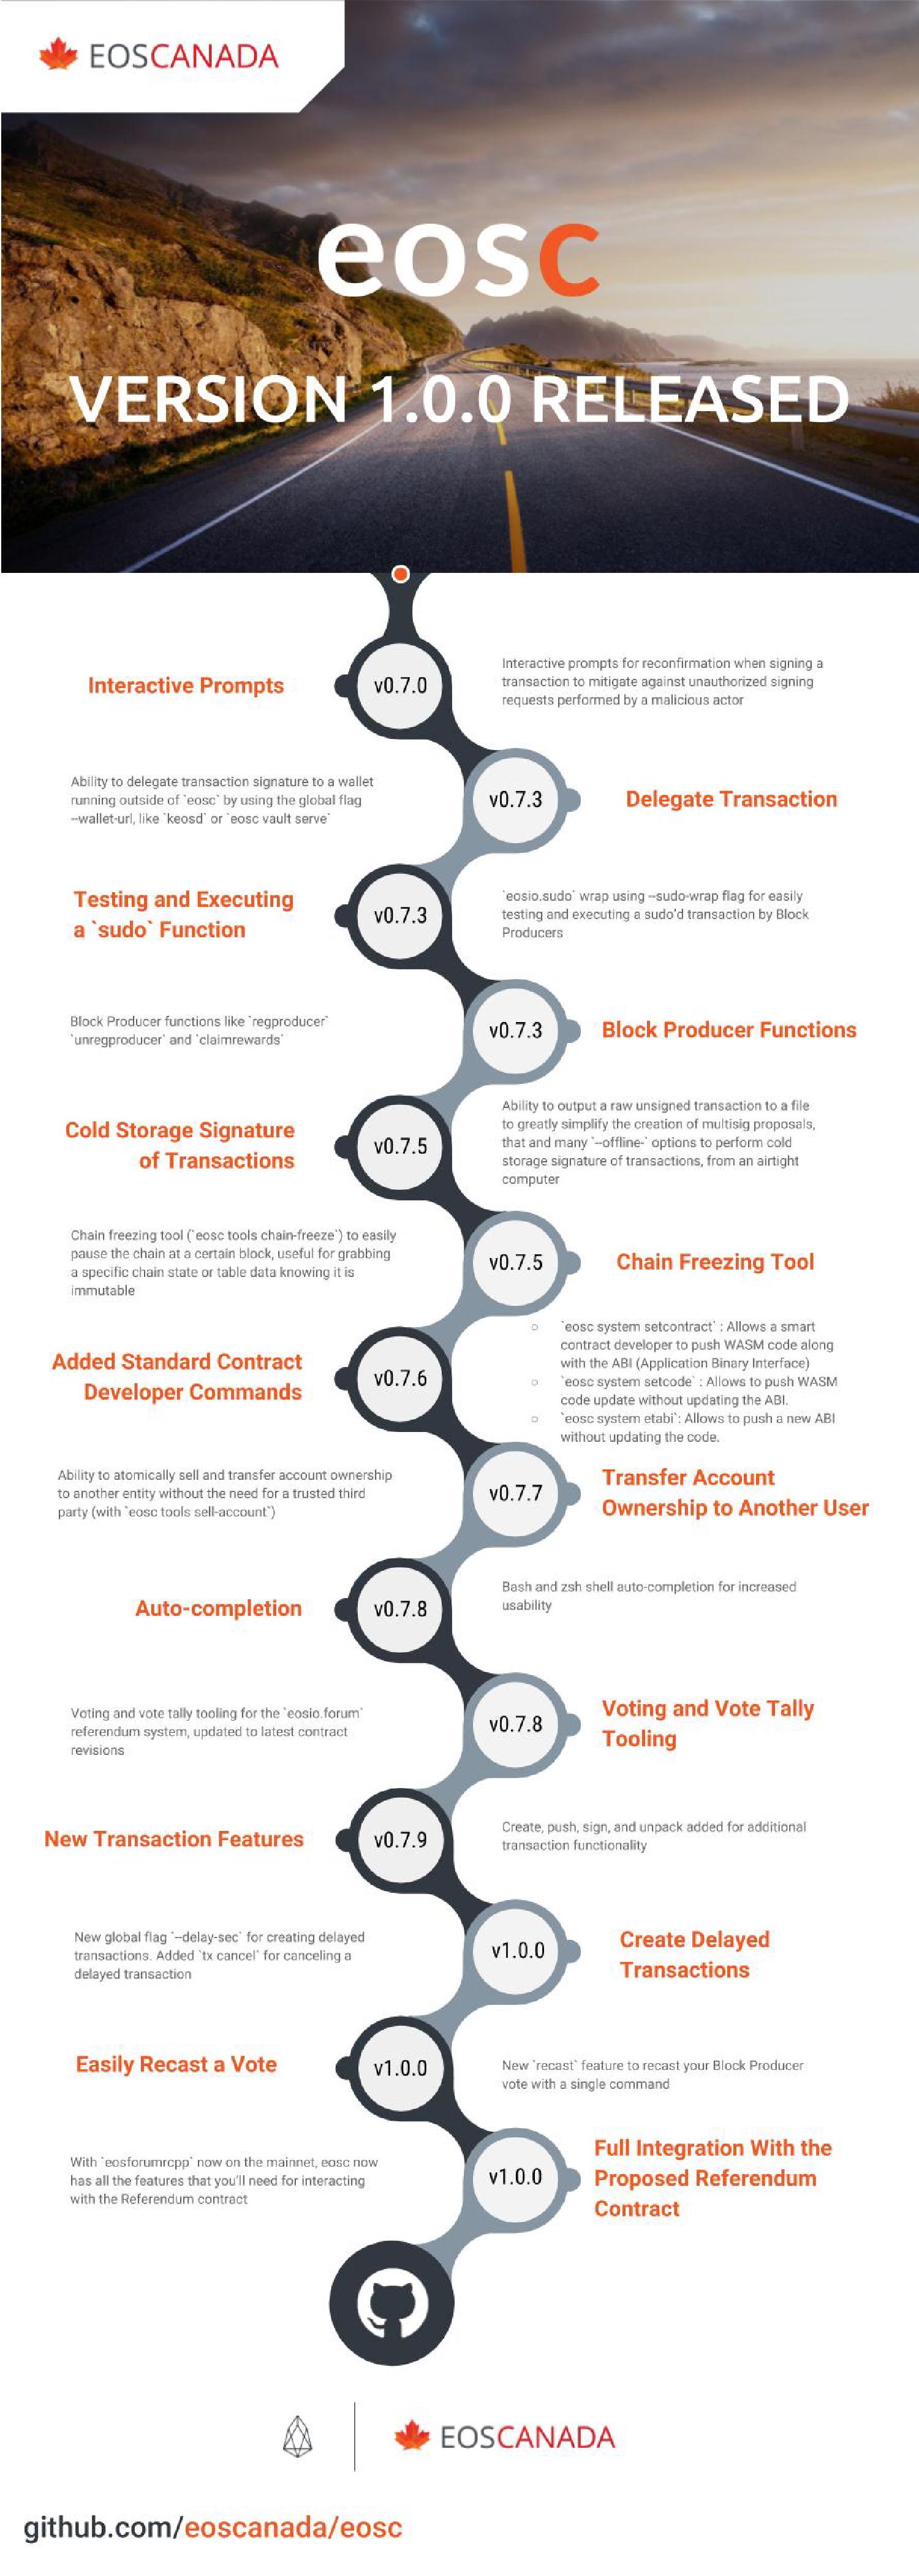 EOSCANADA
eosc
VERSION 1.0.0 RELEASED
Interactive Prompts
v0.7.0
Interactive prompts for reconfirmation when signing a
transaction to mitigate against unauthorized signing
requests performed by a malicious actor
Ability to delegate transaction signature to a wallet
running outside of `eosc` by using the global flag
--wallet-url, like `keosd` or `eosc vault serve`
v0.7.3
Delegate Transaction
Testing and Executing
a `sudo` Function
v0.7.3
`eosio.sudo` wrap using --sudo-wrap flag for easily
testing and executing a sudo'd transaction by Block
Producers
Block Producer functions like `regproducer`
`unregproducer` and `claimrewards`
v0.7.3
Block Producer Functions
Cold Storage Signature
of Transactions
v0.7.5
Ability to output a raw unsigned transaction to a file
to greatly simplify the creation of multisig proposals,
that and many `--offline-` options to perform cold
storage signature of transactions, from an airtight
computer
Chain freezing tool (`eosc tools chain-freeze`) to easily
pause the chain at a certain block, useful for grabbing
a specific chain state or table data knowing it is
immutable
v0.7.5
Chain Freezing Tool
Added Standard Contract
Developer Commands
v0.7.6
○ `eosc system setcontract` : Allows a smart
contract developer to push WASM code along
with the ABI (Application Binary Interface)
○ `eosc system setcode` : Allows to push WASM
code update without updating the ABI.
○ `eosc system etabi`: Allows to push a new ABI
without updating the code.
Ability to atomically sell and transfer account ownership
to another entity without the need for a trusted third
party (with `eosc tools sell-account`)
v0.7.7
Transfer Account
Ownership to Another User
Auto-completion
v0.7.8
Bash and zsh shell auto-completion for increased
usability
Voting and vote tally tooling for the `eosio.forum`
referendum system, updated to latest contract
revisions
v0.7.8
Voting and Vote Tally
Tooling
New Transaction Features
v0.7.9
Create, push, sign, and unpack added for additional
transaction functionality
New global flag `--delay-sec` for creating delayed
transactions. Added `tx cancel` for canceling a
delayed transaction
v1.0.0
Create Delayed
Transactions
Easily Recast a Vote
v1.0.0
New `recast` feature to recast your Block Producer
vote with a single command
With `eosforumrcpp` now on the mainnet, eosc now
has all the features that you'll need for interacting
with the Referendum contract
v1.0.0
Full Integration With the
Proposed Referendum
Contract
EOSCANADA
github.com/eoscanada/eosc